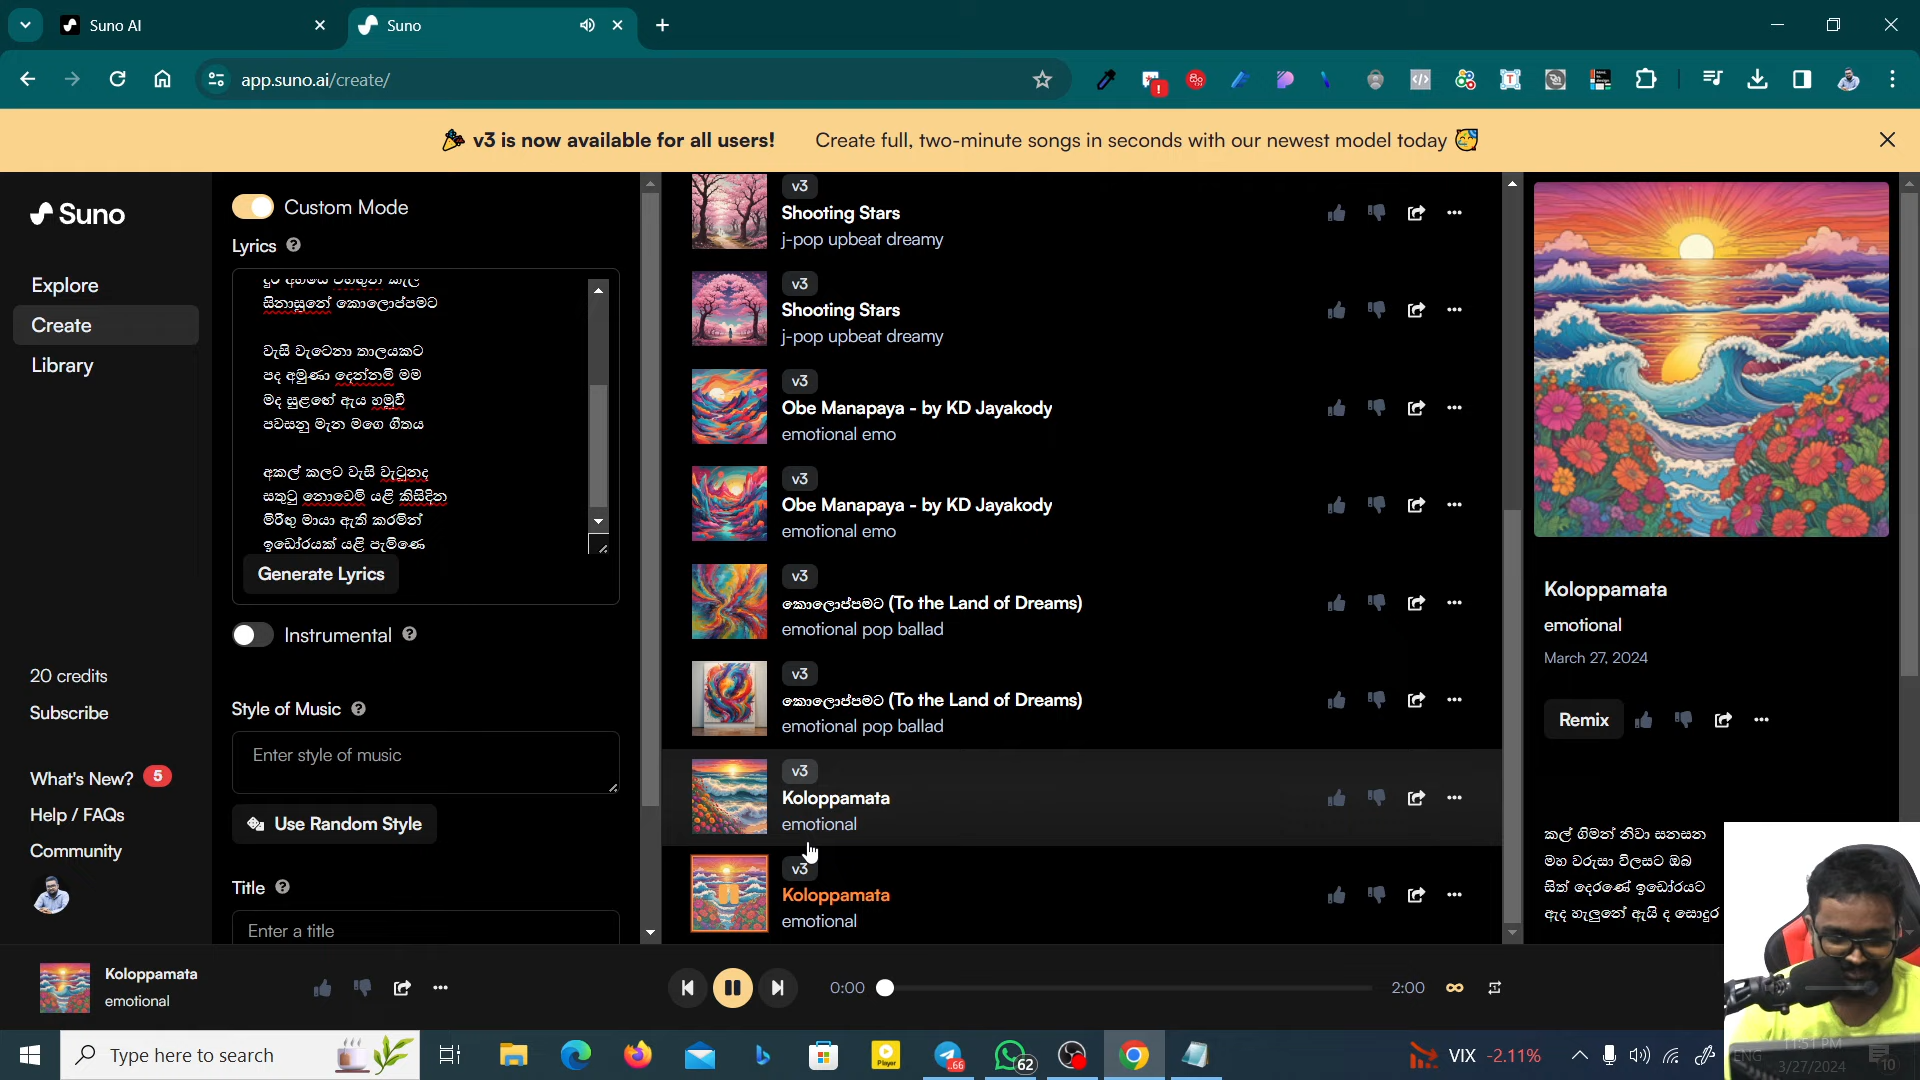 Suno AI
Suno
app.suno.ai/create/
v3 is now available for all users! Create full, two-minute songs in seconds with our newest model today
Suno
Explore
Create
Library
20 credits
Subscribe
What's New? 5
Help / FAQs
Community
Custom Mode
Lyrics
සිනාසුනේ කොලොප්පමට
වැසි වැටෙනා තාලයකට
පද අමුණා දෙන්නම් මම
මද සුළඟේ ඇය හමුවී
පවසනු මැන මගෙ ගීතය
අකල් කලට වැසි වැටුනද
සතුටු නොවෙම් යළි කිසිදින
මිරිඟු මායා ඇති කරමින්
ඉඩෝරයක් යළි පැමිණෙ
Generate Lyrics
Instrumental
Style of Music
Enter style of music
Use Random Style
Title
Enter a title
v3
Shooting Stars
j-pop upbeat dreamy
v3
Shooting Stars
j-pop upbeat dreamy
v3
Obe Manapaya - by KD Jayakody
emotional emo
v3
Obe Manapaya - by KD Jayakody
emotional emo
v3
කොලොප්පමට (To the Land of Dreams)
emotional pop ballad
v3
කොලොප්පමට (To the Land of Dreams)
emotional pop ballad
v3
Koloppamata
emotional
v3
Koloppamata
emotional
Koloppamata
emotional
March 27, 2024
Remix
කල් ගිමන් නිවා සනසන
මහ වරුසා විලසට ඔබ
සිත් දෙරණේ ඉඩෝරයට
ඇද හැලුනේ ඇයි ද සොඳුර
Koloppamata
emotional
0:00
2:00
Type here to search
Player
66
62
VIX -2.11%
ENG
11:51 PM
3/27/2024
10